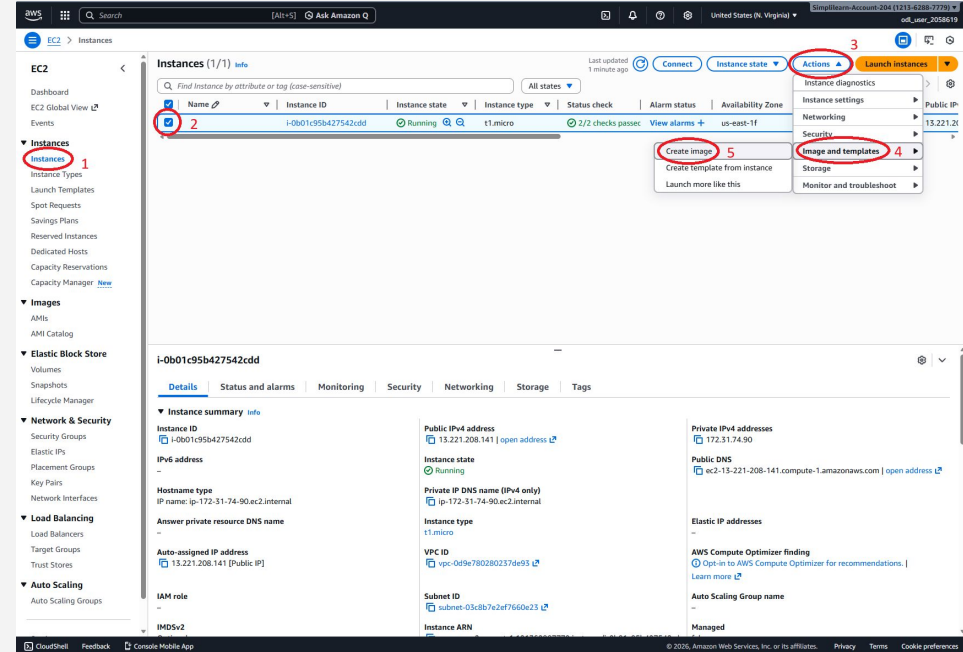 aws
Search
[Alt+S]
Ask Amazon Q
United States (N. Virginia)
Simplilearn-Account-204 (1213-6288-7779)
odl_user_2058619
EC2 > Instances
3
EC2
Dashboard
EC2 Global View
Events
Instances
Instances
1
Instance Types
Launch Templates
Spot Requests
Savings Plans
Reserved Instances
Dedicated Hosts
Capacity Reservations
Capacity Manager New
Images
AMIs
AMI Catalog
Elastic Block Store
Volumes
Snapshots
Lifecycle Manager
Network & Security
Security Groups
Elastic IPs
Placement Groups
Key Pairs
Network Interfaces
Load Balancing
Load Balancers
Target Groups
Trust Stores
Auto Scaling
Auto Scaling Groups
Instances (1/1) Info
Last updated
1 minute ago
Connect
Instance state
Actions
Launch instances
Find Instance by attribute or tag (case-sensitive)
All states
Name
Instance ID
Instance state
Instance type
Status check
Alarm status
Availability Zone
Public IP
2
i-0b01c95b427542cdd
Running
t1.micro
2/2 checks passec
View alarms +
us-east-1f
13.221.20
Instance diagnostics
Instance settings
Networking
Security
Image and templates
4
Storage
Monitor and troubleshoot
Create image
5
Create template from instance
Launch more like this
i-0b01c95b427542cdd
Details
Status and alarms
Monitoring
Security
Networking
Storage
Tags
Instance summary Info
Instance ID
i-0b01c95b427542cdd
Public IPv4 address
13.221.208.141 | open address
Private IPv4 addresses
172.31.74.90
IPv6 address
–
Instance state
Running
Public DNS
ec2-13-221-208-141.compute-1.amazonaws.com | open address
Hostname type
IP name: ip-172-31-74-90.ec2.internal
Private IP DNS name (IPv4 only)
ip-172-31-74-90.ec2.internal
Answer private resource DNS name
–
Instance type
t1.micro
Elastic IP addresses
–
Auto-assigned IP address
13.221.208.141 [Public IP]
VPC ID
vpc-0d9e780280237de93
AWS Compute Optimizer finding
Opt-in to AWS Compute Optimizer for recommendations. |
Learn more
IAM role
–
Subnet ID
subnet-03c8b7e2ef7660e23
Auto Scaling Group name
–
IMDSv2
Instance ARN
Managed
CloudShell
Feedback
Console Mobile App
© 2026, Amazon Web Services, Inc. or its affiliates.
Privacy
Terms
Cookie preferences